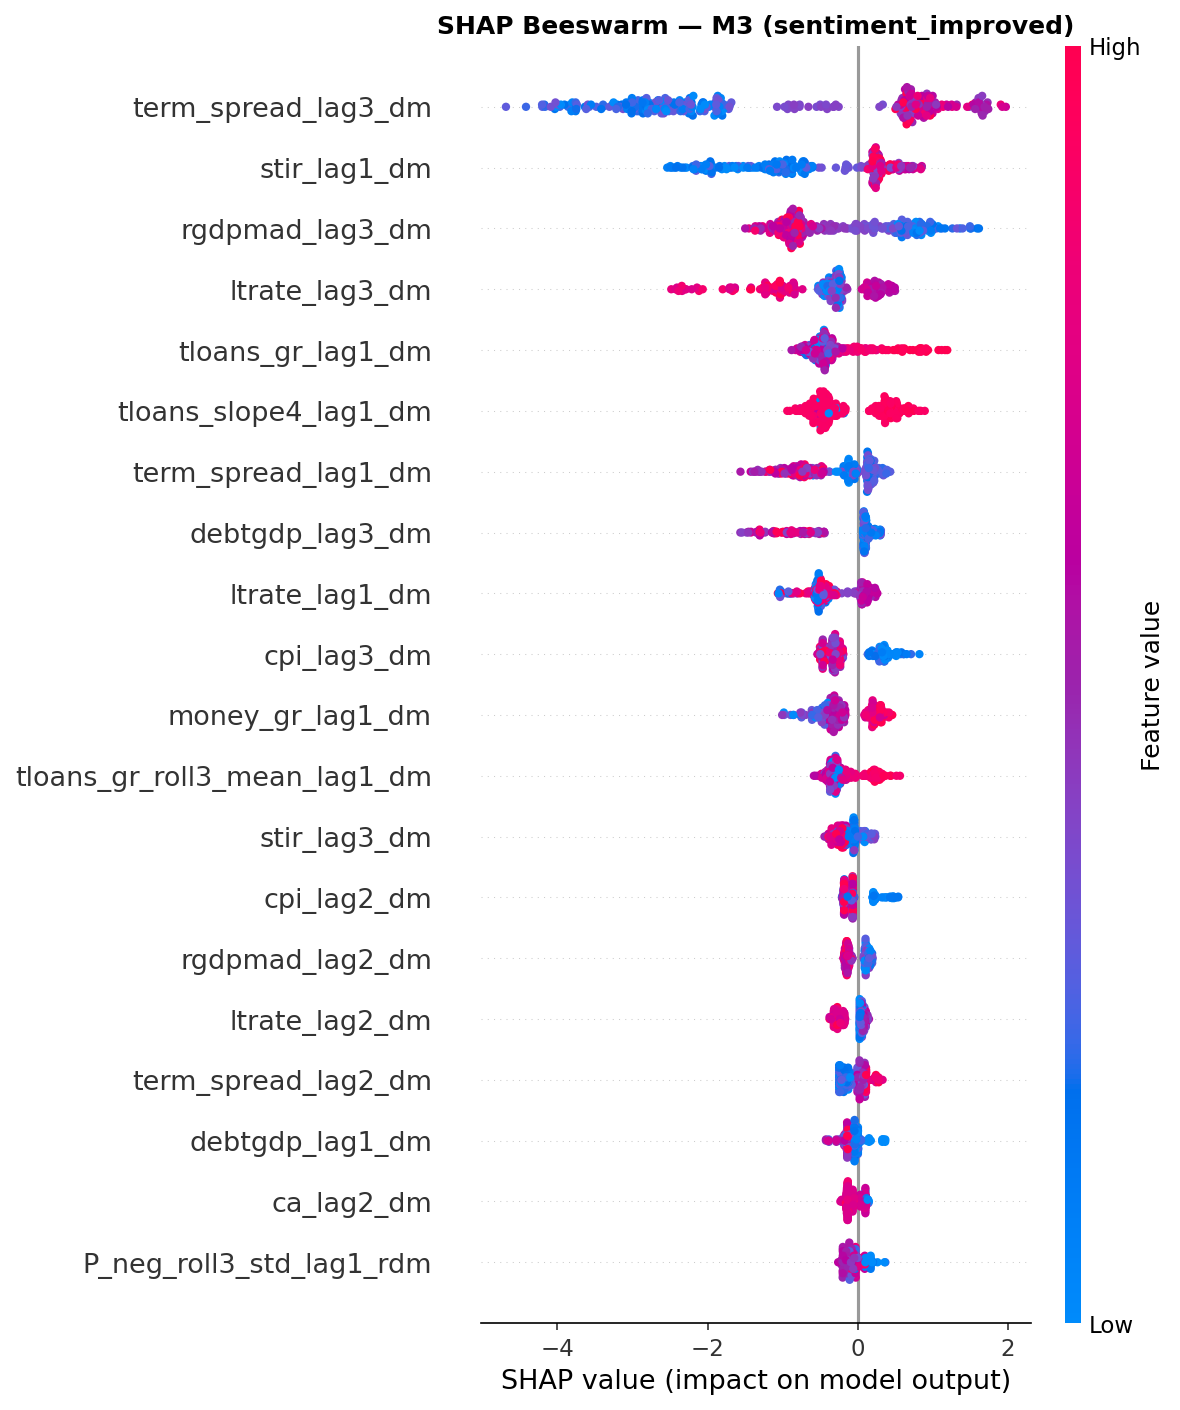 SHAP Beeswarm — M3 (sentiment_improved)
High
term_spread_lag3_dm
stir_lag1_dm
rgdpmad_lag3_dm
ltrate_lag3_dm
tloans_gr_lag1_dm
tloans_slope4_lag1_dm
term_spread_lag1_dm
debtgdp_lag3_dm
ltrate_lag1_dm
cpi_lag3_dm
money_gr_lag1_dm
tloans_gr_roll3_mean_lag1_dm
stir_lag3_dm
cpi_lag2_dm
rgdpmad_lag2_dm
ltrate_lag2_dm
term_spread_lag2_dm
debtgdp_lag1_dm
ca_lag2_dm
P_neg_roll3_std_lag1_rdm
Feature value
Low
−4 −2 0 2
SHAP value (impact on model output)